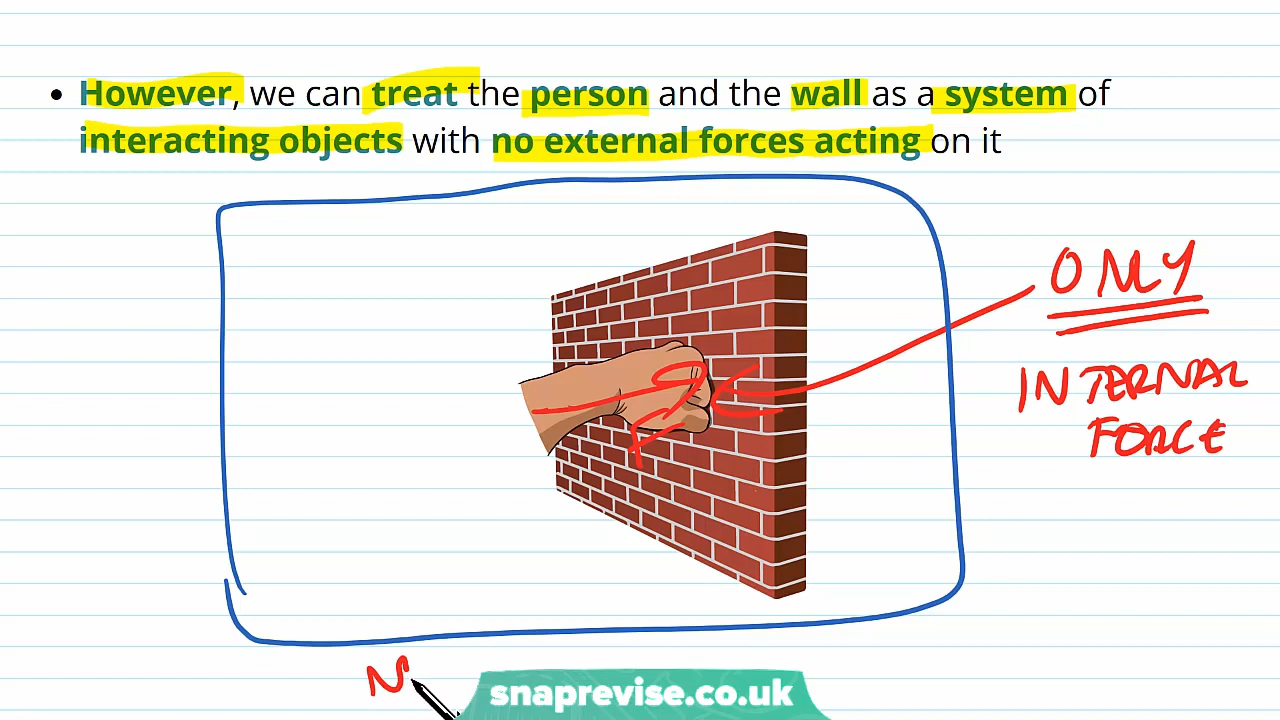 However, we can treat the person and the wall as a system of
interacting objects with no external forces acting on it
ONLY
INTERNAL
FORCE
F
snaprevise.co.uk